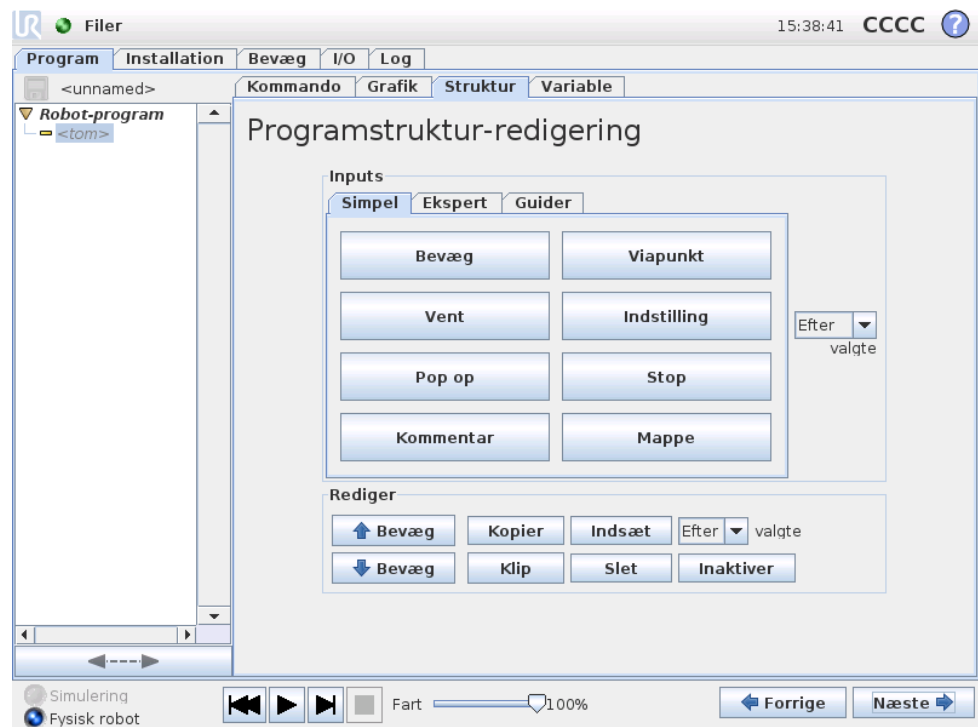 UR Filer 15:38:41 CCCC ?
Program Installation Bevæg I/O Log
<unnamed>
Kommando Grafik Struktur Variable
Robot-program
<tom>
Programstruktur-redigering
Inputs
Simpel Ekspert Guider
Bevæg Viapunkt
Vent Indstilling
Efter
valgte
Pop op Stop
Kommentar Mappe
Rediger
Bevæg Kopier Indsæt Efter valgte
Bevæg Klip Slet Inaktiver
Simulering
Fysisk robot
Fart 100%
Forrige Næste